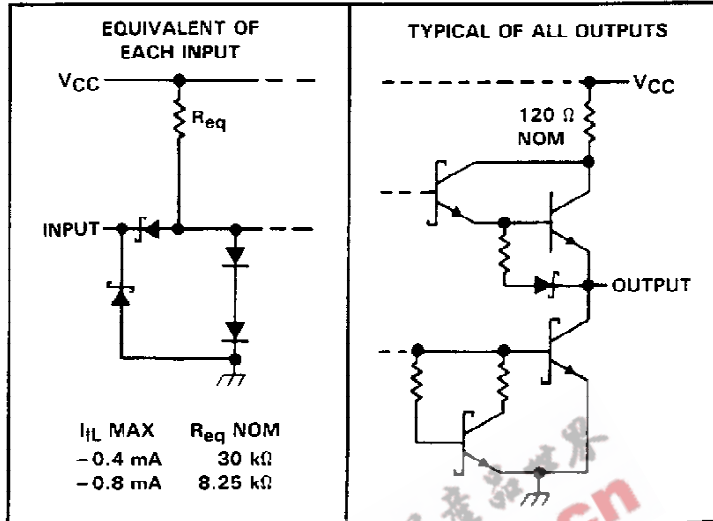 EQUIVALENT OF
EACH INPUT
VCC
Req
INPUT
IIL MAX Req NOM
-0.4 mA 30 kΩ
-0.8 mA 8.25 kΩ
TYPICAL OF ALL OUTPUTS
VCC
120 Ω
NOM
OUTPUT